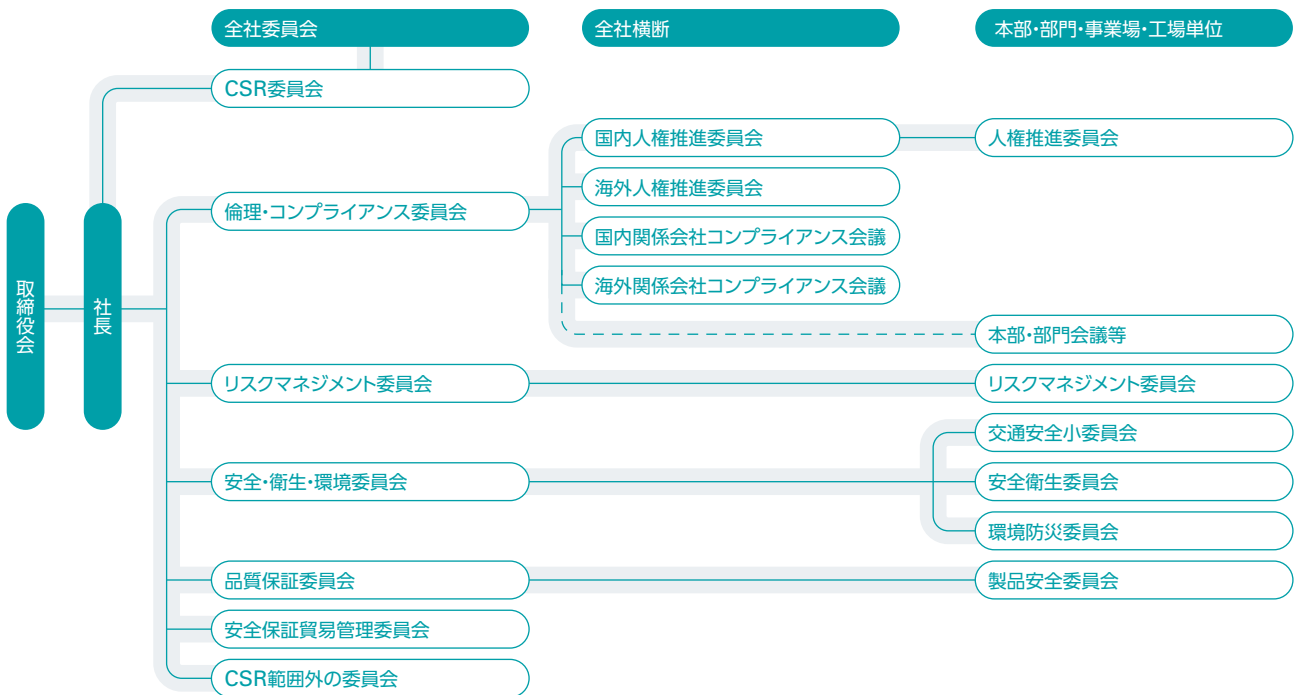 全社委員会
全社横断
本部・部門・事業場・工場単位
CSR委員会
国内人権推進委員会
人権推進委員会
海外人権推進委員会
倫理・コンプライアンス委員会
国内関係会社コンプライアンス会議
海外関係会社コンプライアンス会議
取締役会
社長
本部・部門会議等
リスクマネジメント委員会
リスクマネジメント委員会
交通安全小委員会
安全・衛生・環境委員会
安全衛生委員会
環境防災委員会
品質保証委員会
製品安全委員会
安全保証貿易管理委員会
CSR範囲外の委員会